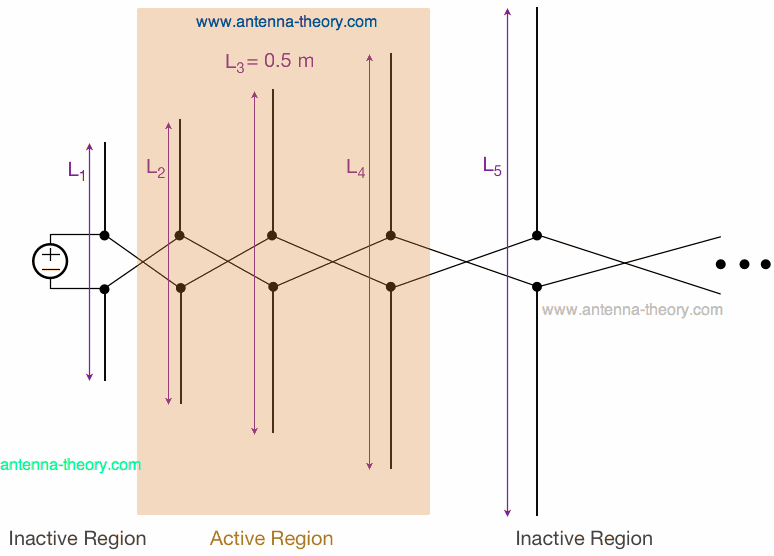 www.antenna-theory.com
L3 = 0.5 m
L1
L2
L4
L5
www.antenna-theory.com
antenna-theory.com
Inactive Region
Active Region
Inactive Region